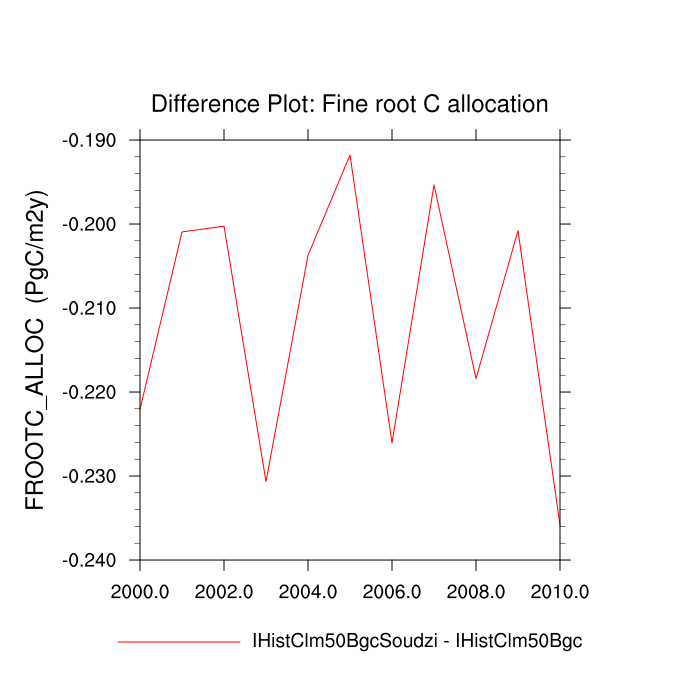 Difference Plot: Fine root C allocation
FROOTC_ALLOC (PgC/m2y)
-0.190
-0.200
-0.210
-0.220
-0.230
-0.240
2000.0 2002.0 2004.0 2006.0 2008.0 2010.0
IHistClm50BgcSoudzi - IHistClm50Bgc